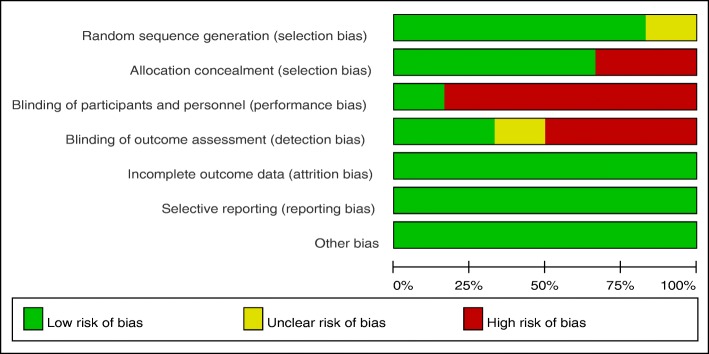 Random sequence generation (selection bias)
Allocation concealment (selection bias)
Blinding of participants and personnel (performance bias)
Blinding of outcome assessment (detection bias)
Incomplete outcome data (attrition bias)
Selective reporting (reporting bias)
Other bias
0% 25% 50% 75% 100%
Low risk of bias Unclear risk of bias High risk of bias